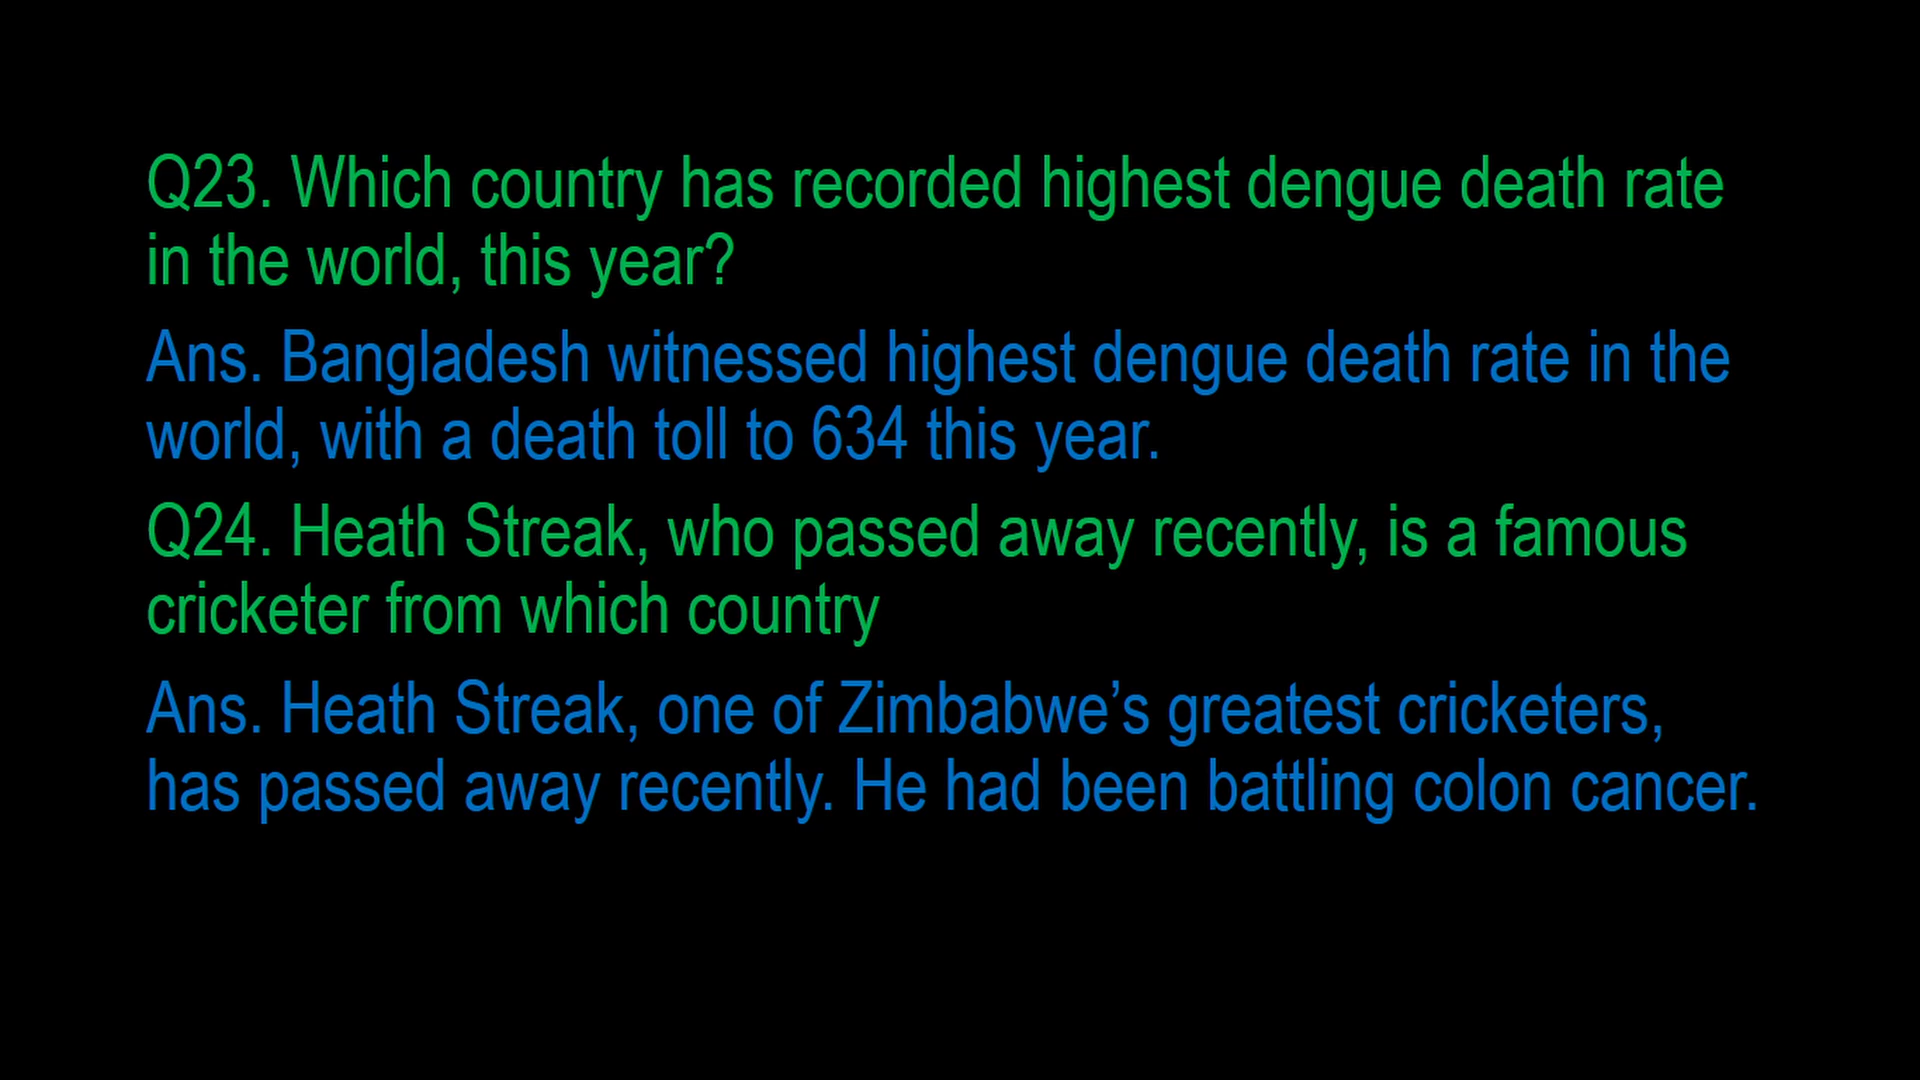 Q23. Which country has recorded highest dengue death rate
in the world, this year?
Ans. Bangladesh witnessed highest dengue death rate in the
world, with a death toll to 634 this year.
Q24. Heath Streak, who passed away recently, is a famous
cricketer from which country
Ans. Heath Streak, one of Zimbabwe’s greatest cricketers,
has passed away recently. He had been battling colon cancer.